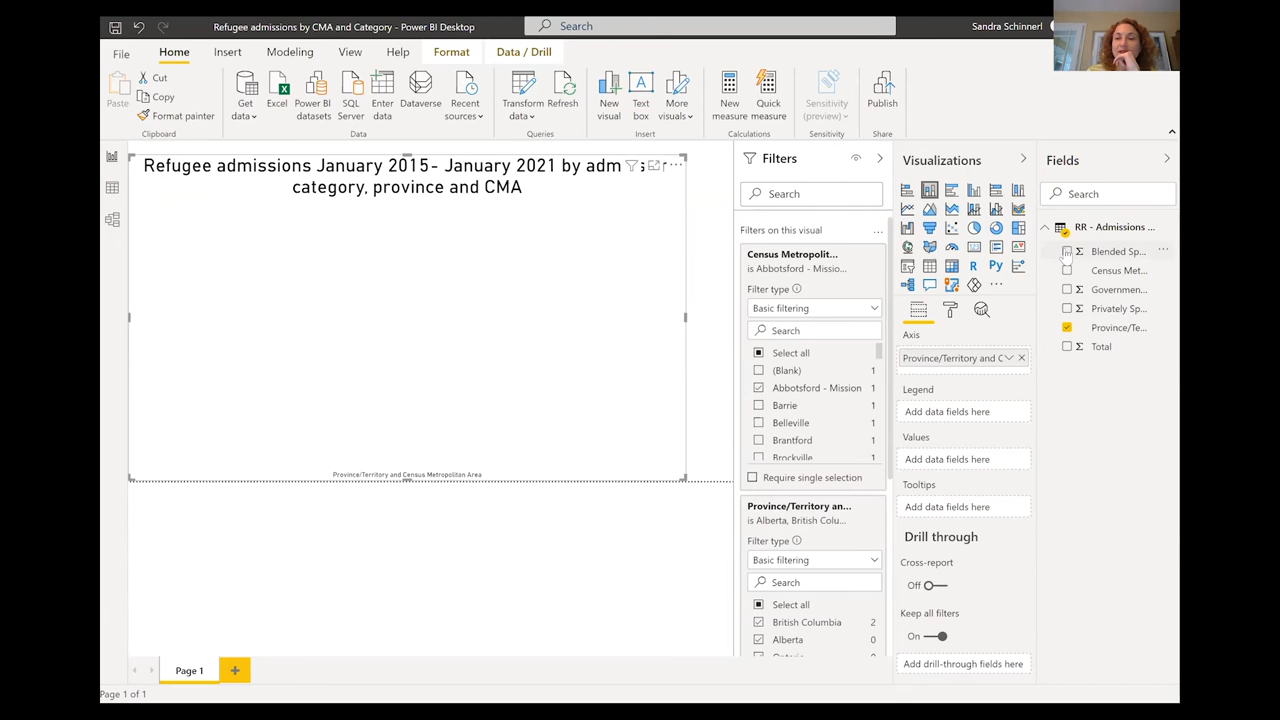 Refugee admissions by CMA and Category - Power BI Desktop
Search
Sandra Schinnerl
File
Home
Insert
Modeling
View
Help
Format
Data / Drill
Paste
Cut
Copy
Format painter
Clipboard
Get data
Excel
Power BI datasets
SQL Server
Enter data
Dataverse
Recent sources
Data
Transform data
Refresh
Queries
New visual
Text box
More visuals
Insert
New measure
Quick measure
Calculations
Sensitivity (preview)
Sensitivity
Publish
Share
Refugee admissions January 2015- January 2021 by adm
category, province and CMA
Province/Territory and Census Metropolitan Area
Filters
Search
Filters on this visual
...
Census Metropolit...
is Abbotsford - Missio...
Filter type
Basic filtering
Search
Select all
(Blank) 1
Abbotsford - Mission 1
Barrie 1
Belleville 1
Brantford 1
Brockville 1
Require single selection
Province/Territory an...
is Alberta, British Colu...
Filter type
Basic filtering
Search
Select all
British Columbia 2
Alberta 0
Visualizations
R
Py
...
Axis
Province/Territory and C
Legend
Add data fields here
Values
Add data fields here
Tooltips
Add data fields here
Drill through
Cross-report
Off
Keep all filters
On
Add drill-through fields here
Fields
Search
RR - Admissions ...
Σ Blended Sp... ...
Census Met...
Σ Governmen...
Σ Privately Sp...
Province/Te...
Σ Total
Page 1
Page 1 of 1